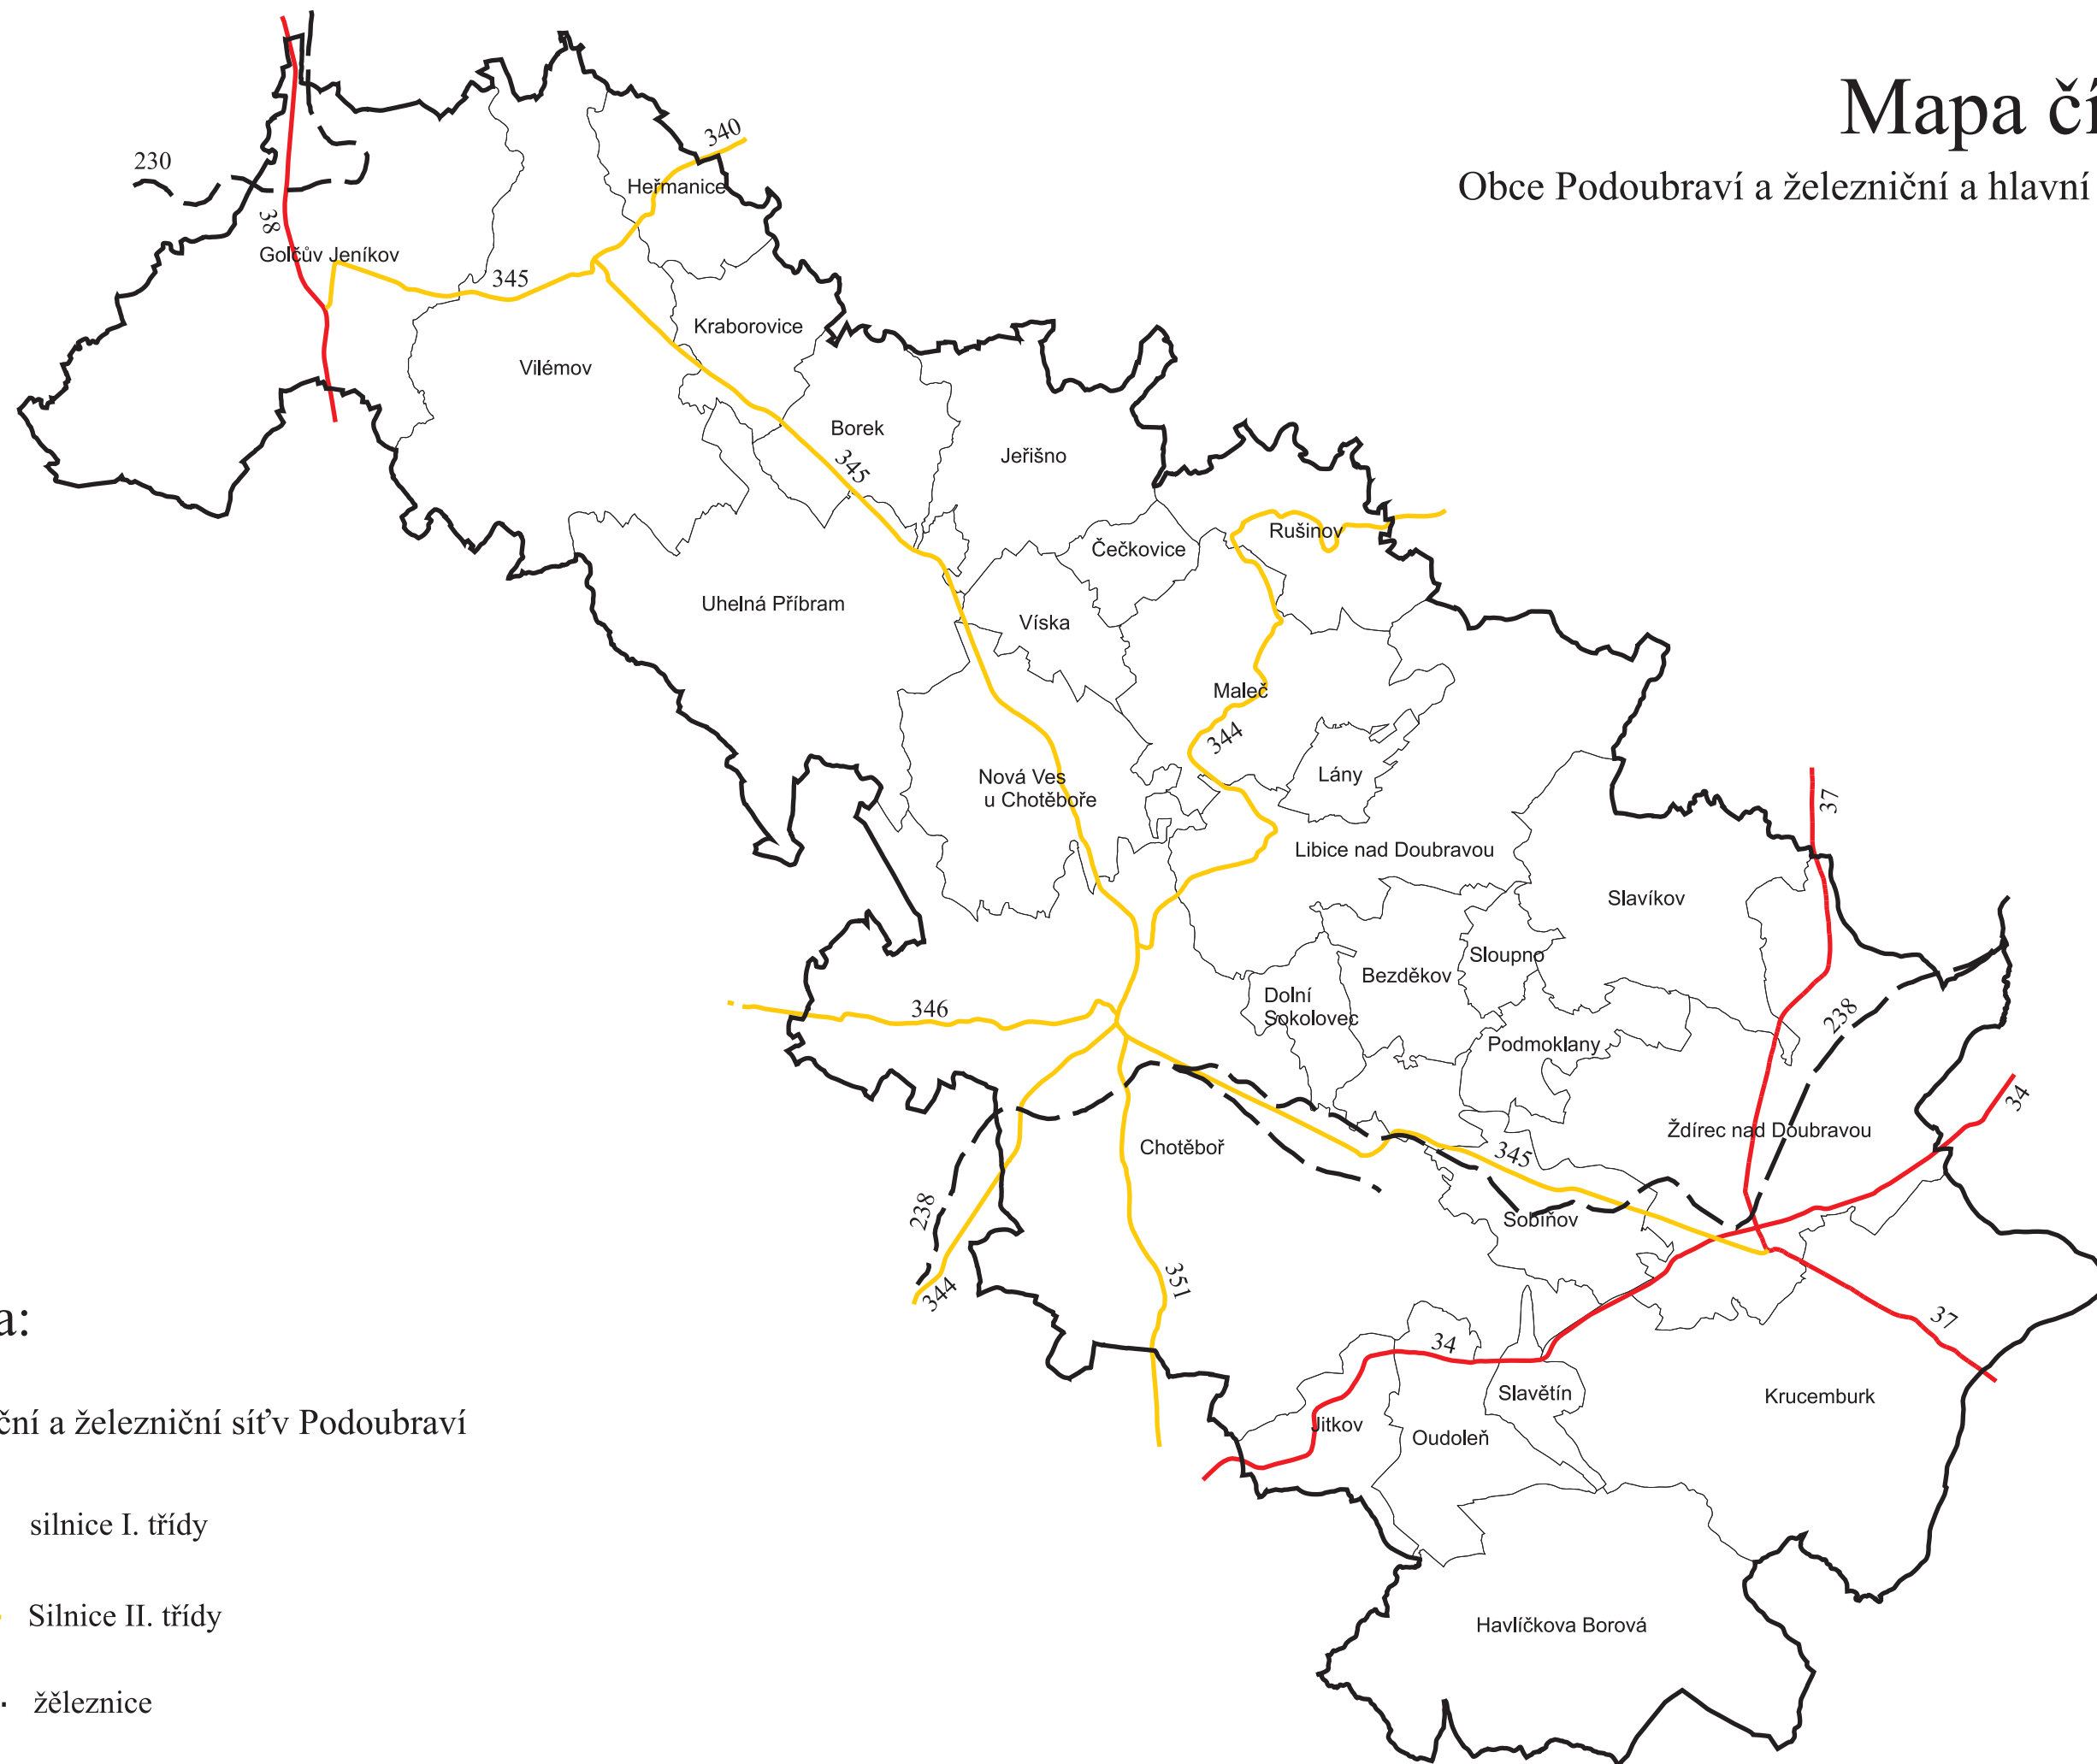 Mapa čí
Obce Podoubraví a železniční a hlavní
340
230
Heřmanice
38
Golčův Jeníkov
345
Kraborovice
Vilémov
Borek
Jeřišno
345
Rušinov
Čečkovice
Uhelná Příbram
Víska
Maleč
344
Nová Ves
u Chotěboře
Lány
37
Libice nad Doubravou
Slavíkov
Sloupno
Bezděkov
Dolní
Sokolovec
346
238
Podmoklany
34
Ždírec nad Doubravou
Chotěboř
345
238
Sobíňov
344
351
37
a:
34
Slavětín
Krucemburk
ční a železniční síťv Podoubraví
Jitkov
Oudoleň
silnice I. třídy
Silnice II. třídy
Havlíčkova Borová
žěleznice